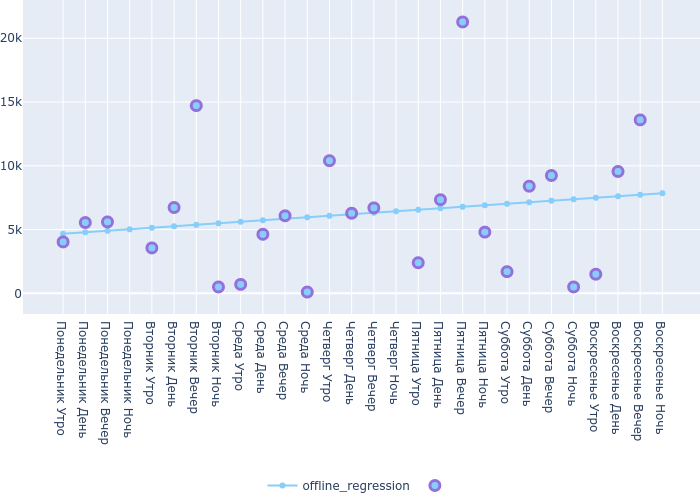 20k
15k
10k
5k
0
Понедельник Утро
Понедельник День
Понедельник Вечер
Понедельник Ночь
Вторник Утро
Вторник День
Вторник Вечер
Вторник Ночь
Среда Утро
Среда День
Среда Вечер
Среда Ночь
Четверг Утро
Четверг День
Четверг Вечер
Четверг Ночь
Пятница Утро
Пятница День
Пятница Вечер
Пятница Ночь
Суббота Утро
Суббота День
Суббота Вечер
Суббота Ночь
Воскресенье Утро
Воскресенье День
Воскресенье Вечер
Воскресенье Ночь
offline_regression